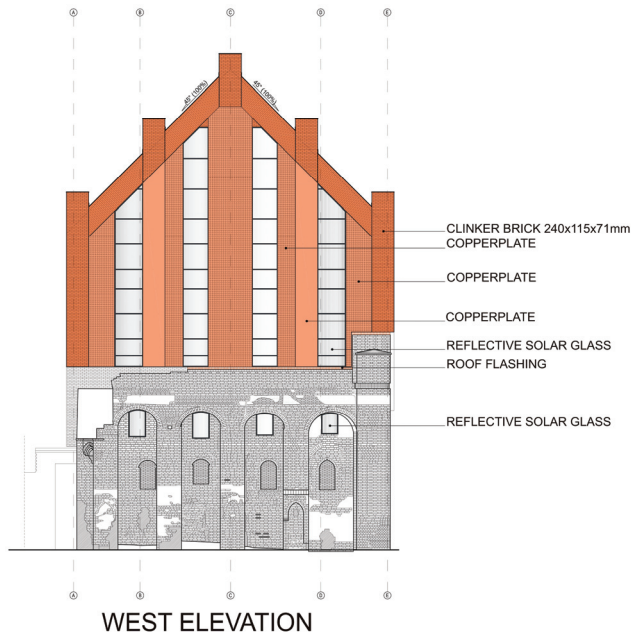 A B C D E
45° (100%) 45° (100%)
CLINKER BRICK 240x115x71mm
COPPERPLATE
COPPERPLATE
COPPERPLATE
REFLECTIVE SOLAR GLASS
ROOF FLASHING
REFLECTIVE SOLAR GLASS
A B C D E
WEST ELEVATION